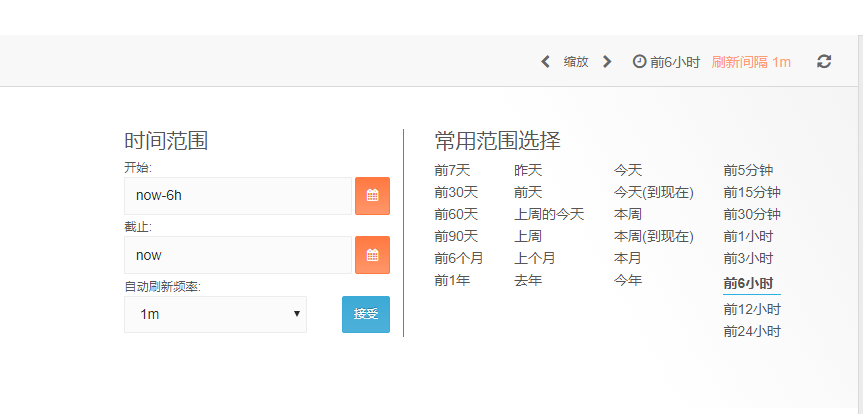 缩放 前6小时 刷新间隔 1m
时间范围
开始:
now-6h
截止:
now
自动刷新频率:
1m 接受
常用范围选择
前7天 昨天 今天 前5分钟
前30天 前天 今天(到现在) 前15分钟
前60天 上周的今天 本周 前30分钟
前90天 上周 本周(到现在) 前1小时
前6个月 上个月 本月 前3小时
前1年 去年 今年 前6小时
前12小时
前24小时